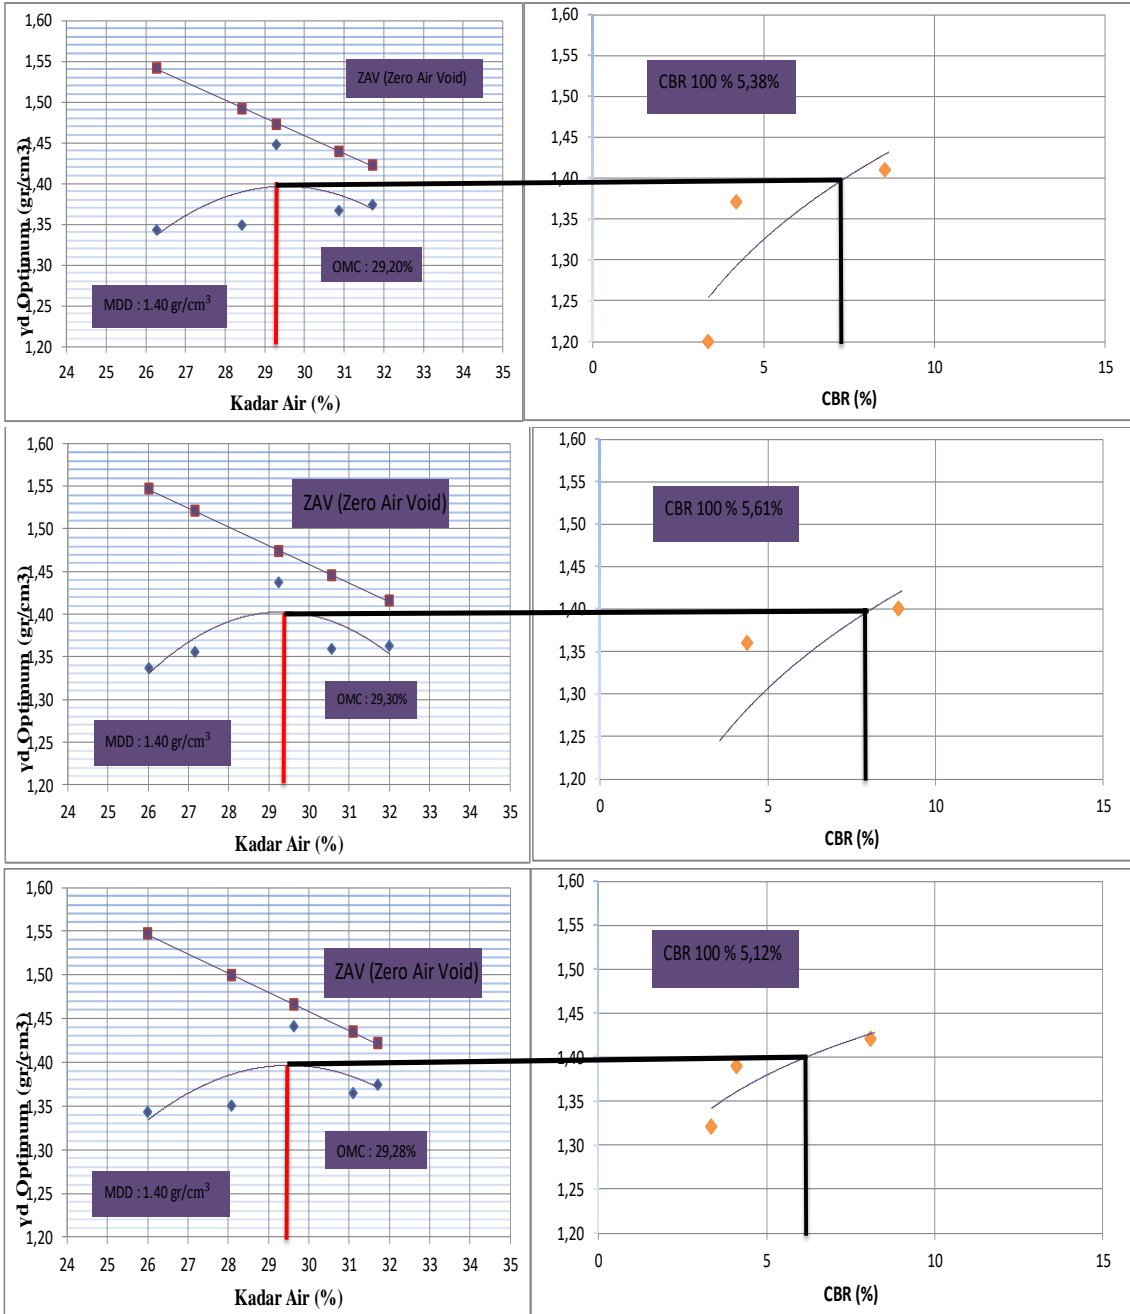 1,60
1,55
1,50
1,45
1,40
1,35
1,30
1,25
1,20
γd Optimum (gr/cm3)
ZAV (Zero Air Void)
OMC : 29,20%
MDD : 1.40 gr/cm³
24 25 26 27 28 29 30 31 32 33 34 35
Kadar Air (%)
1,60
1,55
1,50
1,45
1,40
1,35
1,30
1,25
1,20
CBR 100 % 5,38%
0 5 10 15
CBR (%)
1,60
1,55
1,50
1,45
1,40
1,35
1,30
1,25
1,20
γd Optimum (gr/cm3)
ZAV (Zero Air Void)
OMC : 29,30%
MDD : 1.40 gr/cm³
24 25 26 27 28 29 30 31 32 33 34 35
Kadar Air (%)
1,60
1,55
1,50
1,45
1,40
1,35
1,30
1,25
1,20
CBR 100 % 5,61%
0 5 10 15
CBR (%)
1,60
1,55
1,50
1,45
1,40
1,35
1,30
1,25
1,20
γd Optimum (gr/cm3)
ZAV (Zero Air Void)
OMC : 29,28%
MDD : 1.40 gr/cm³
24 25 26 27 28 29 30 31 32 33 34 35
Kadar Air (%)
1,60
1,55
1,50
1,45
1,40
1,35
1,30
1,25
1,20
CBR 100 % 5,12%
0 5 10 15
CBR (%)